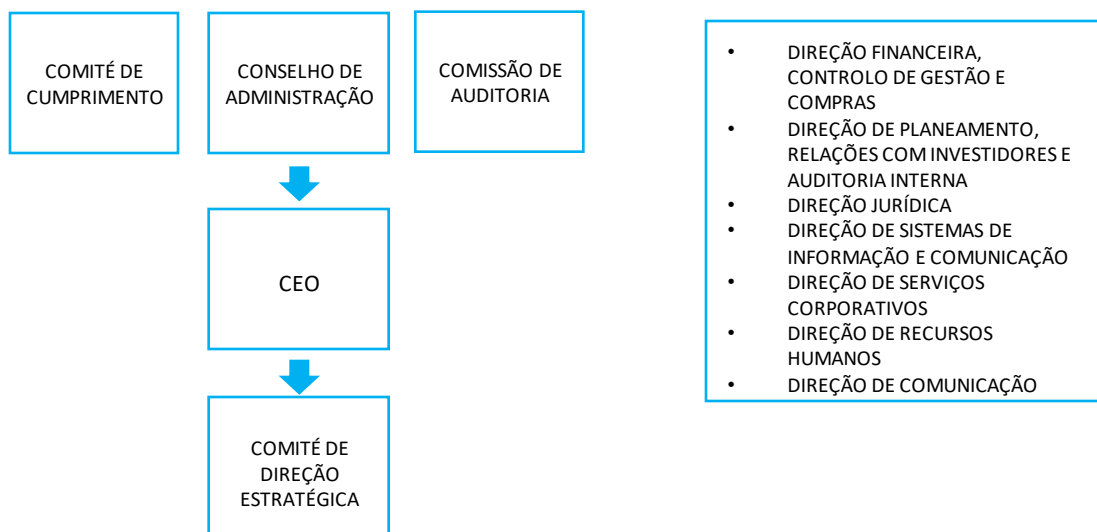 COMITÉ DE
CUMPRIMENTO
CONSELHO DE
ADMINISTRAÇÃO
COMISSÃO DE
AUDITORIA
CEO
COMITÉ DE
DIREÇÃO
ESTRATÉGICA
• DIREÇÃO FINANCEIRA,
CONTROLO DE GESTÃO E
COMPRAS
• DIREÇÃO DE PLANEAMENTO,
RELAÇÕES COM INVESTIDORES E
AUDITORIA INTERNA
• DIREÇÃO JURÍDICA
• DIREÇÃO DE SISTEMAS DE
INFORMAÇÃO E COMUNICAÇÃO
• DIREÇÃO DE SERVIÇOS
CORPORATIVOS
• DIREÇÃO DE RECURSOS
HUMANOS
• DIREÇÃO DE COMUNICAÇÃO